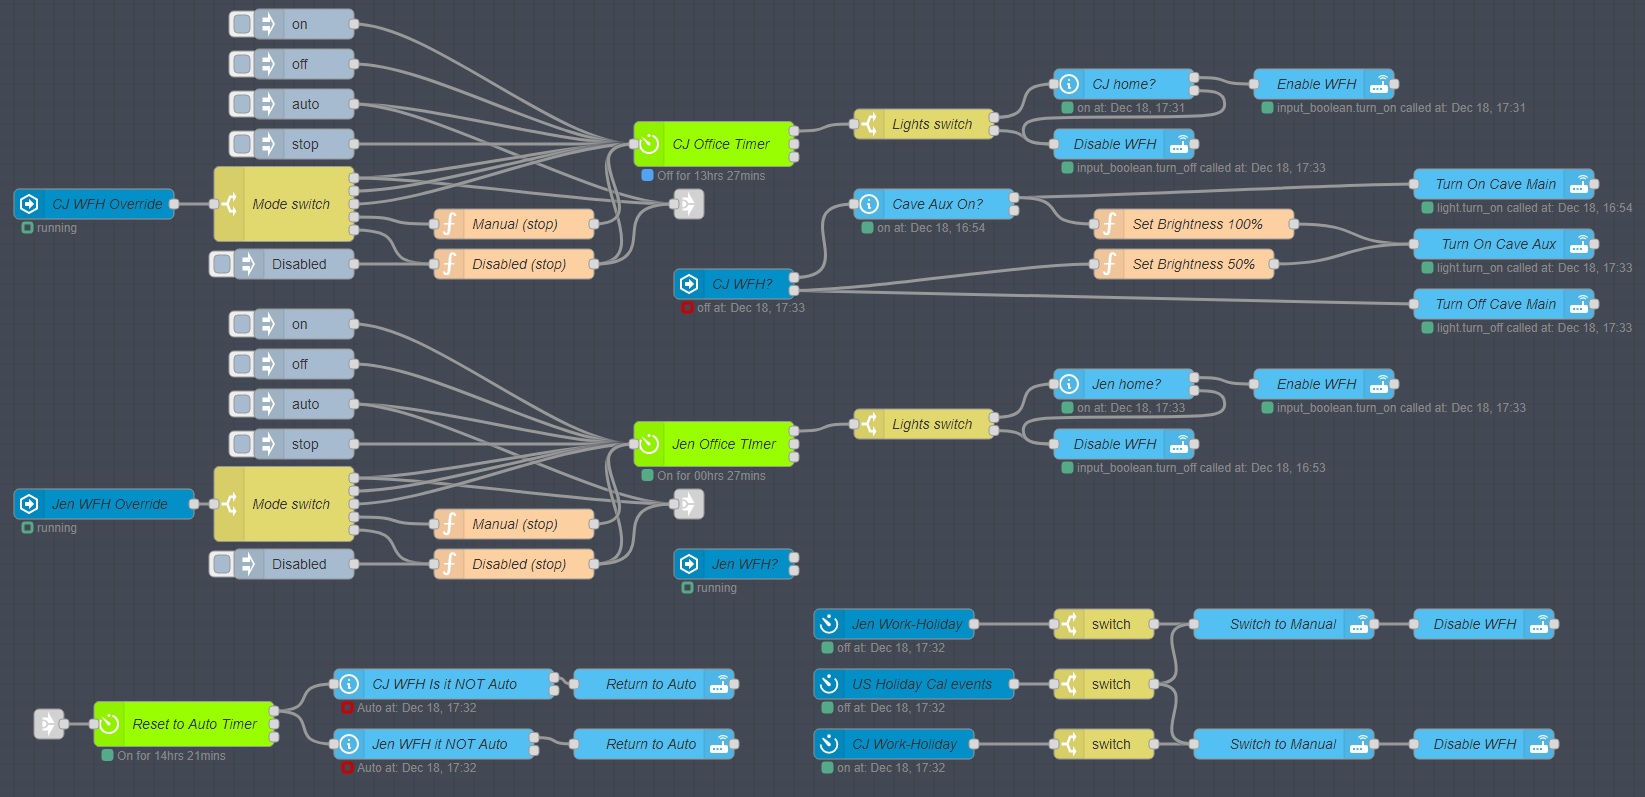 on
off
auto
stop
CJ WFH Override
running
Mode switch
Manual (stop)
Disabled
Disabled (stop)
CJ Office Timer
Off for 13hrs 27mins
Lights switch
CJ home?
on at: Dec 18, 17:31
Enable WFH
input_boolean.turn_on called at: Dec 18, 17:31
Disable WFH
input_boolean.turn_off called at: Dec 18, 17:33
Cave Aux On?
on at: Dec 18, 16:54
CJ WFH?
off at: Dec 18, 17:33
Set Brightness 100%
Set Brightness 50%
Turn On Cave Main
light.turn_on called at: Dec 18, 16:54
Turn On Cave Aux
light.turn_on called at: Dec 18, 17:33
Turn Off Cave Main
light.turn_off called at: Dec 18, 17:33
on
off
auto
stop
Jen WFH Override
running
Mode switch
Manual (stop)
Disabled
Disabled (stop)
Jen Office TImer
On for 00hrs 27mins
Lights switch
Jen home?
on at: Dec 18, 17:33
Enable WFH
input_boolean.turn_on called at: Dec 18, 17:33
Disable WFH
input_boolean.turn_off called at: Dec 18, 16:53
Jen WFH?
running
Jen Work-Holiday
off at: Dec 18, 17:32
switch
Switch to Manual
Disable WFH
US Holiday Cal events
off at: Dec 18, 17:32
switch
CJ Work-Holiday
on at: Dec 18, 17:32
switch
Switch to Manual
Disable WFH
Reset to Auto Timer
On for 14hrs 21mins
CJ WFH Is it NOT Auto
Auto at: Dec 18, 17:32
Return to Auto
Jen WFH it NOT Auto
Auto at: Dec 18, 17:32
Return to Auto